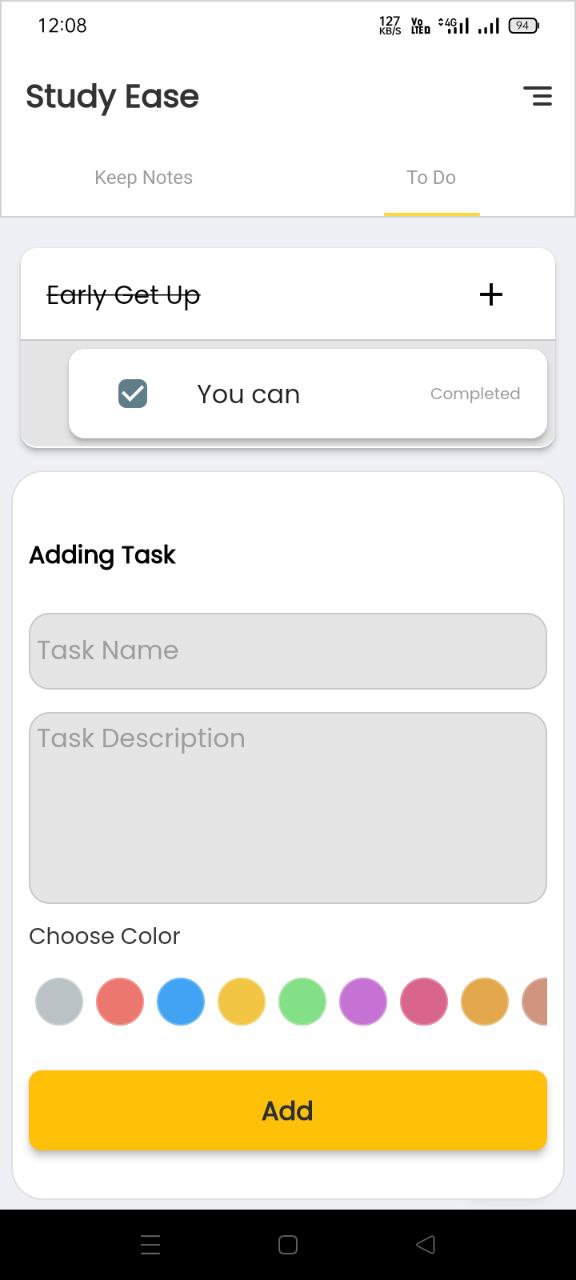 12:08 127 KB/S Vo LTED 4G 94
Study Ease
Keep Notes To Do
Early Get Up
You can Completed
Adding Task
Task Name
Task Description
Choose Color
Add